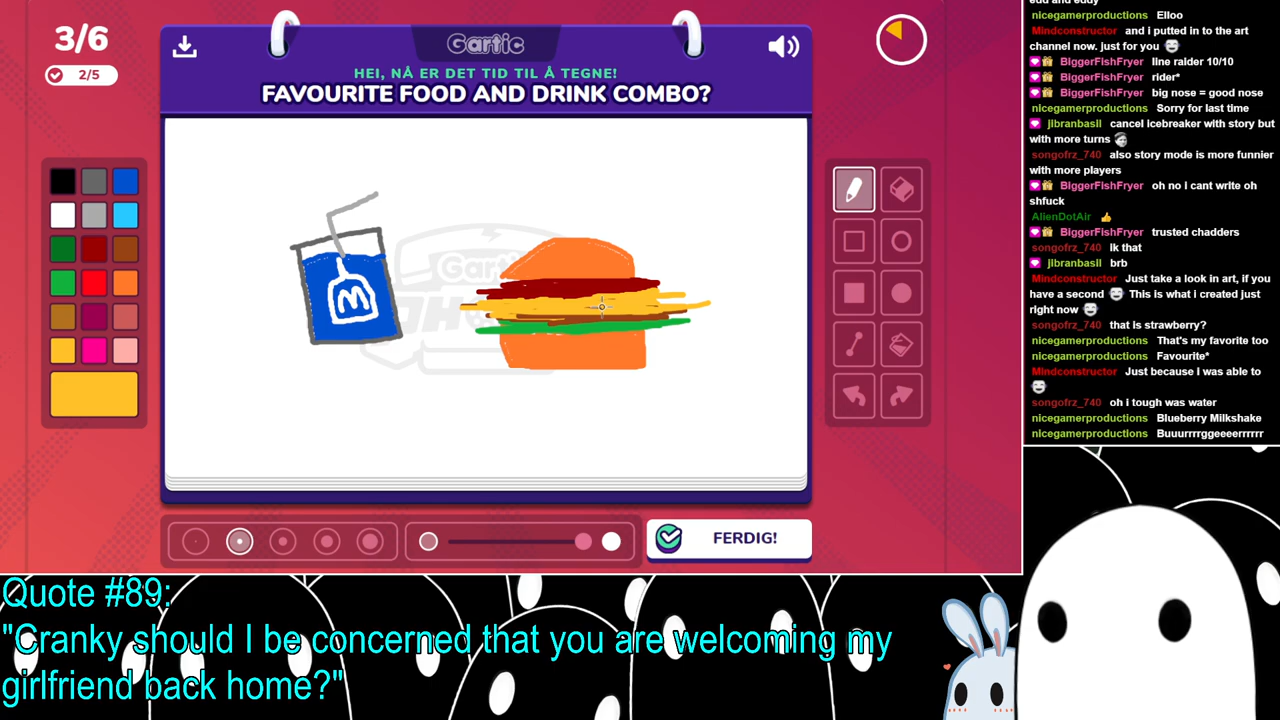 3/6
2/5
Gartic
HEI, NÅ ER DET TID TIL Å TEGNE!
FAVOURITE FOOD AND DRINK COMBO?
M
FERDIG!
nicegamerproductions Elloo
Mindconstructor and i putted in to the art
channel now. just for you
BiggerFishFryer line raider 10/10
BiggerFishFryer rider*
BiggerFishFryer big nose = good nose
nicegamerproductions Sorry for last time
jibranbasil cancel icebreaker with story but
with more turns
songofrz_740 also story mode is more funnier
with more players
BiggerFishFryer oh no i cant write oh
shfuck
AlienDotAir
BiggerFishFryer trusted chadders
songofrz_740 ik that
jibranbasil brb
Mindconstructor Just take a look in art, if you
have a second This is what i created just
right now
songofrz_740 that is strawberry?
nicegamerproductions That's my favorite too
nicegamerproductions Favourite*
Mindconstructor Just because i was able to
songofrz_740 oh i tough was water
nicegamerproductions Blueberry Milkshake
nicegamerproductions Buuurrrrggeeeerrrrrr
Quote #89:
"Cranky should I be concerned that you are welcoming my
girlfriend back home?"